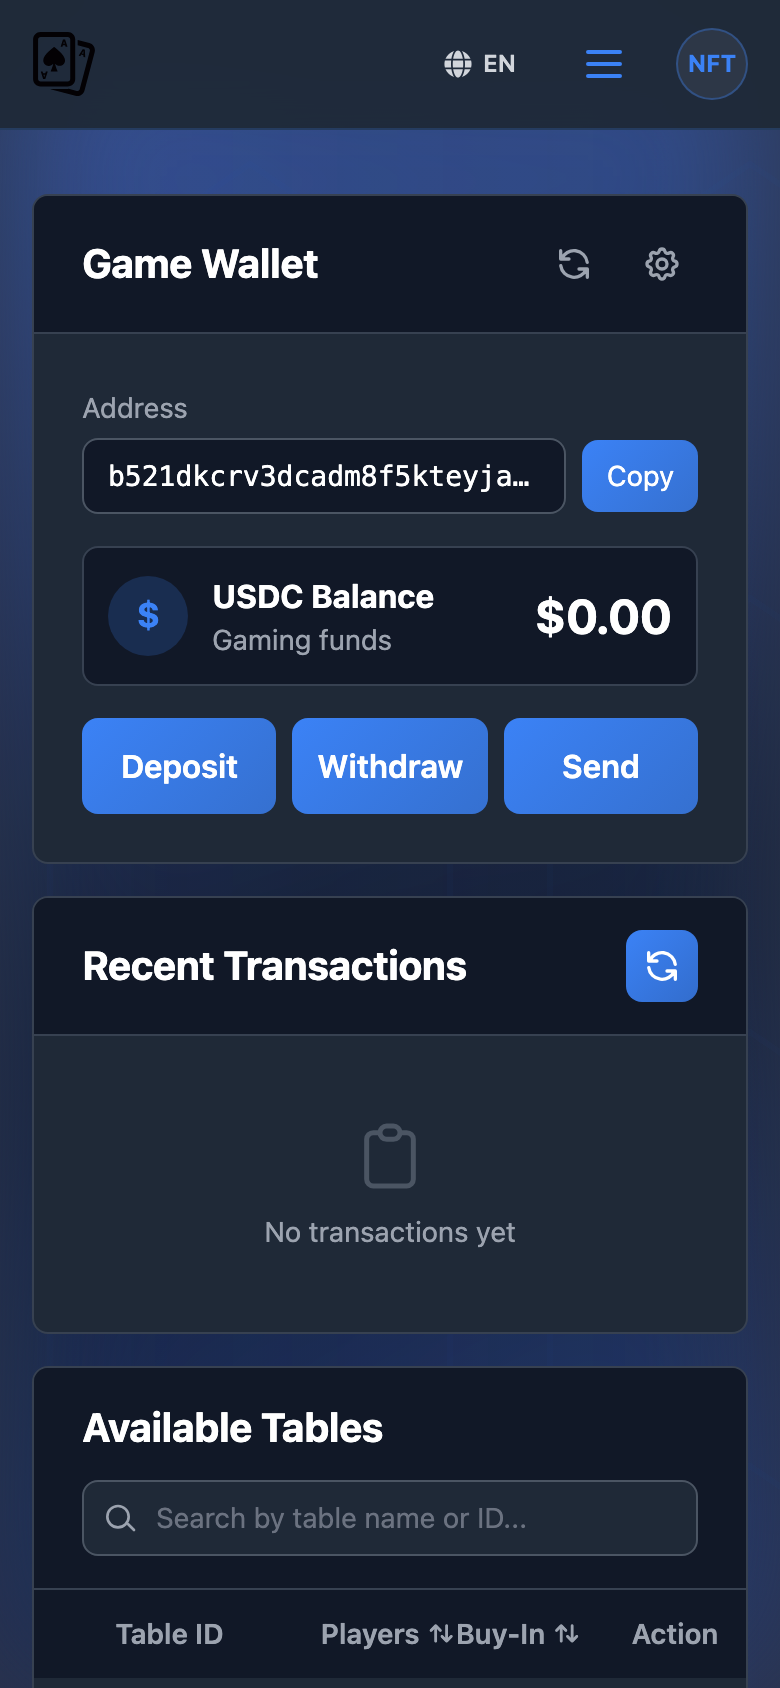 EN
NFT
Game Wallet
Address
b521dkcrv3dcadm8f5kteyja…
Copy
$
USDC Balance
Gaming funds
$0.00
Deposit
Withdraw
Send
Recent Transactions
No transactions yet
Available Tables
Search by table name or ID...
Table ID
Players
Buy-In
Action